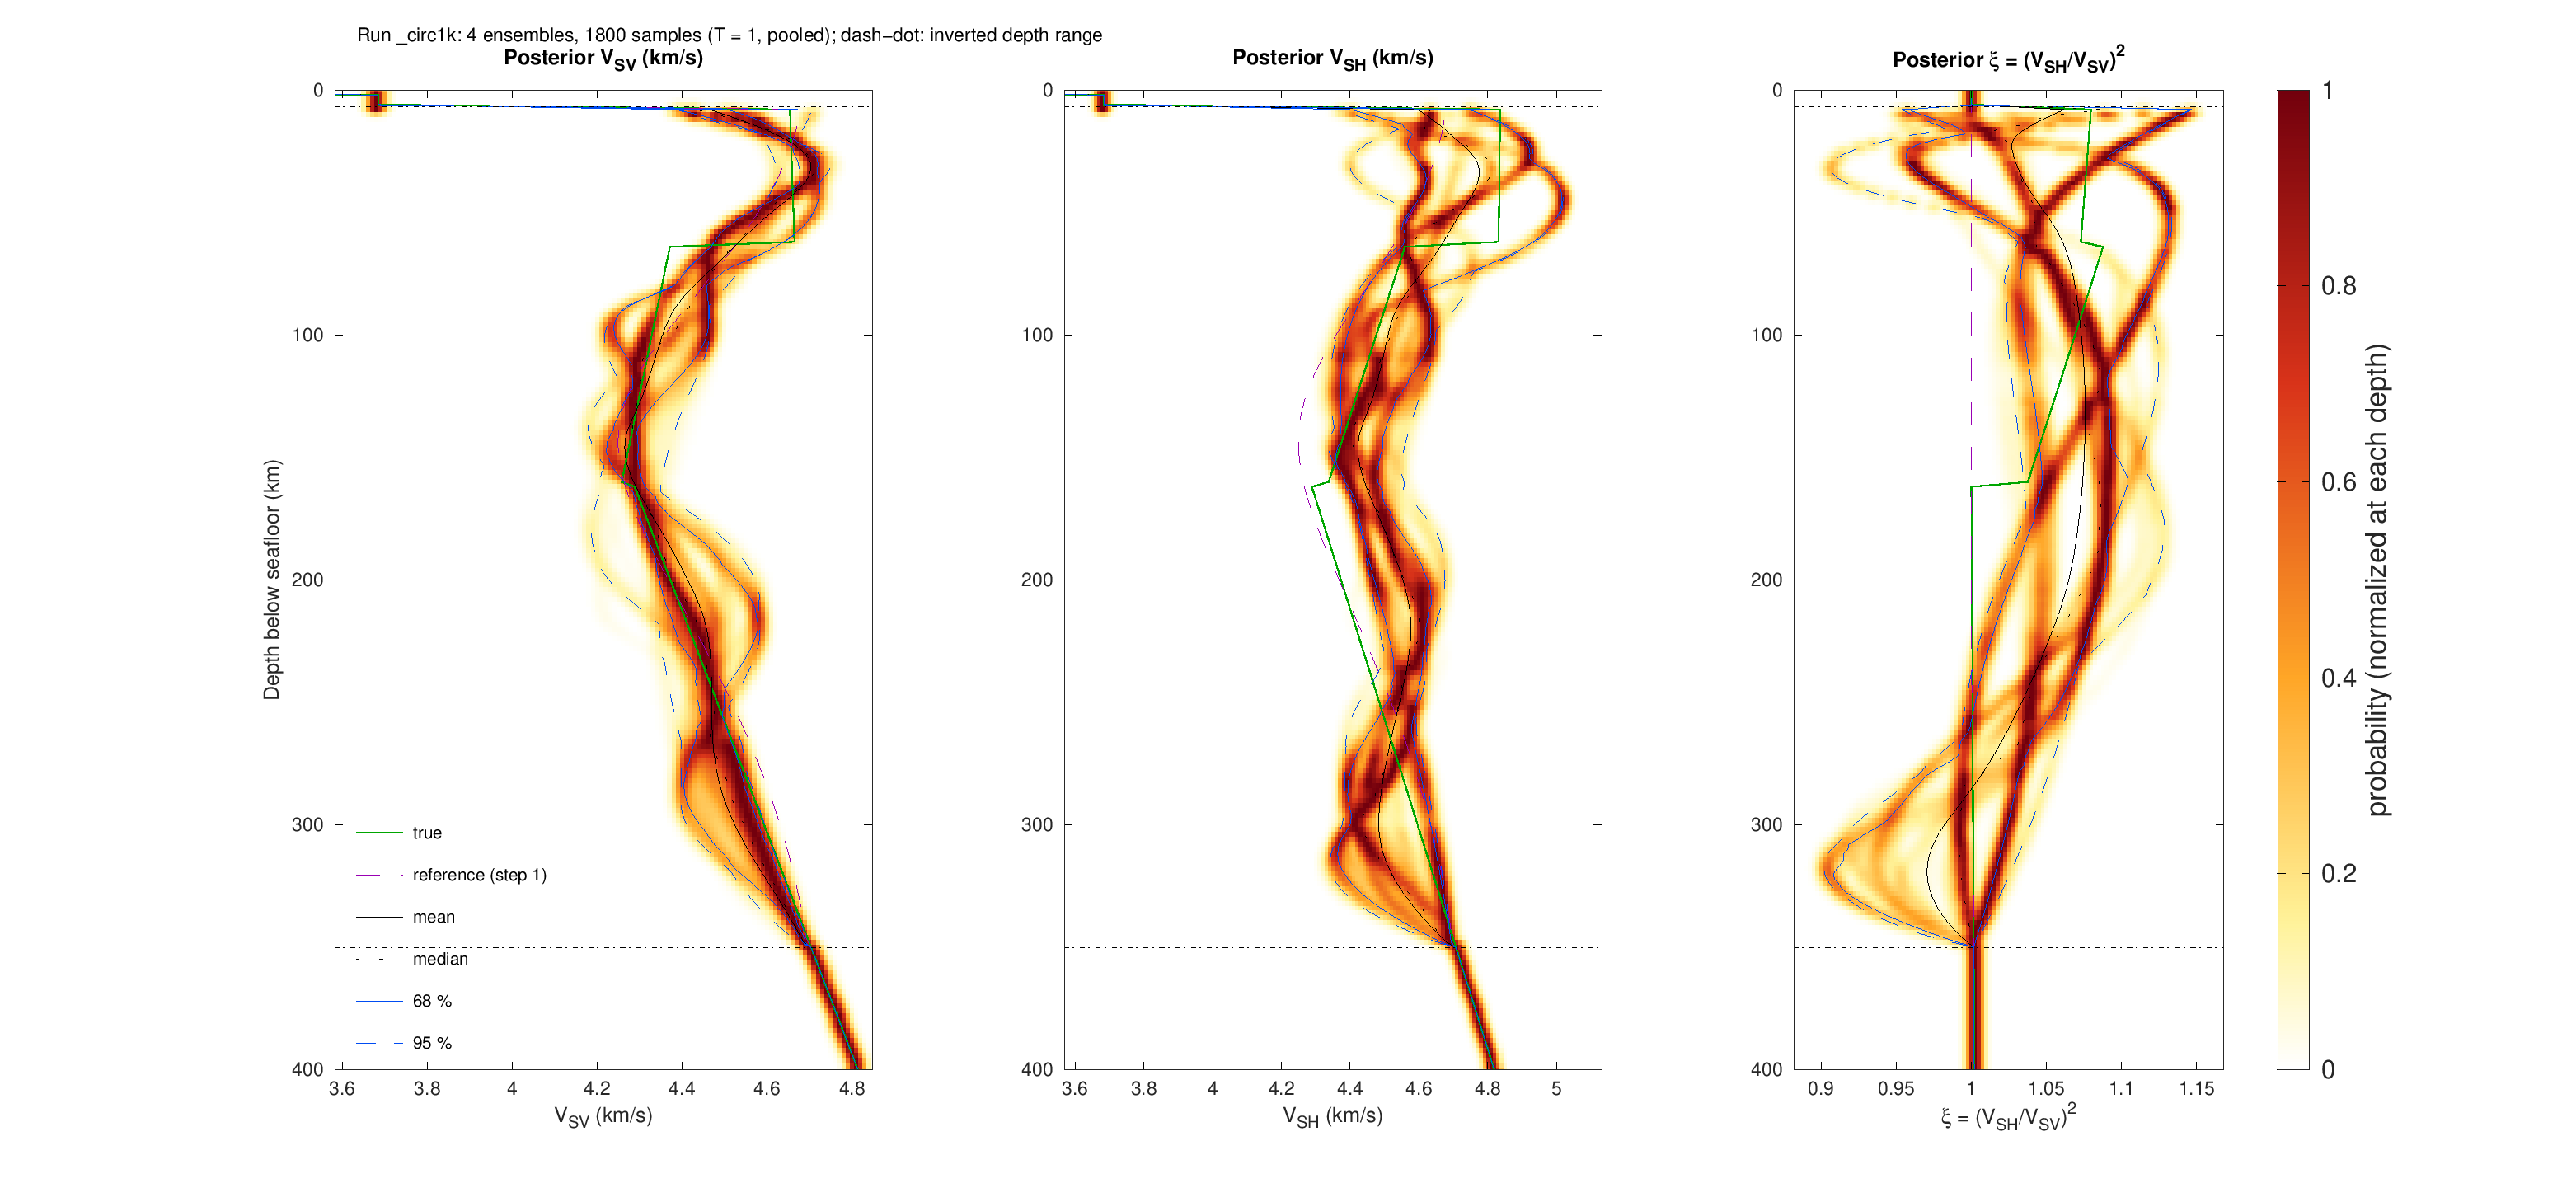 Run _circ1k: 4 ensembles, 1800 samples (T = 1, pooled); dash−dot: inverted depth range
Posterior V_SV (km/s)
0
100
200
300
400
3.6 3.8 4 4.2 4.4 4.6 4.8
V_SV (km/s)
Depth below seafloor (km)
true
reference (step 1)
mean
median
68 %
95 %
Posterior V_SH (km/s)
0
100
200
300
400
3.6 3.8 4 4.2 4.4 4.6 4.8 5
V_SH (km/s)
Posterior ξ = (V_SH/V_SV)^2
0
100
200
300
400
0.9 0.95 1 1.05 1.1 1.15
ξ = (V_SH/V_SV)^2
1
0.8
0.6
0.4
0.2
0
probability (normalized at each depth)